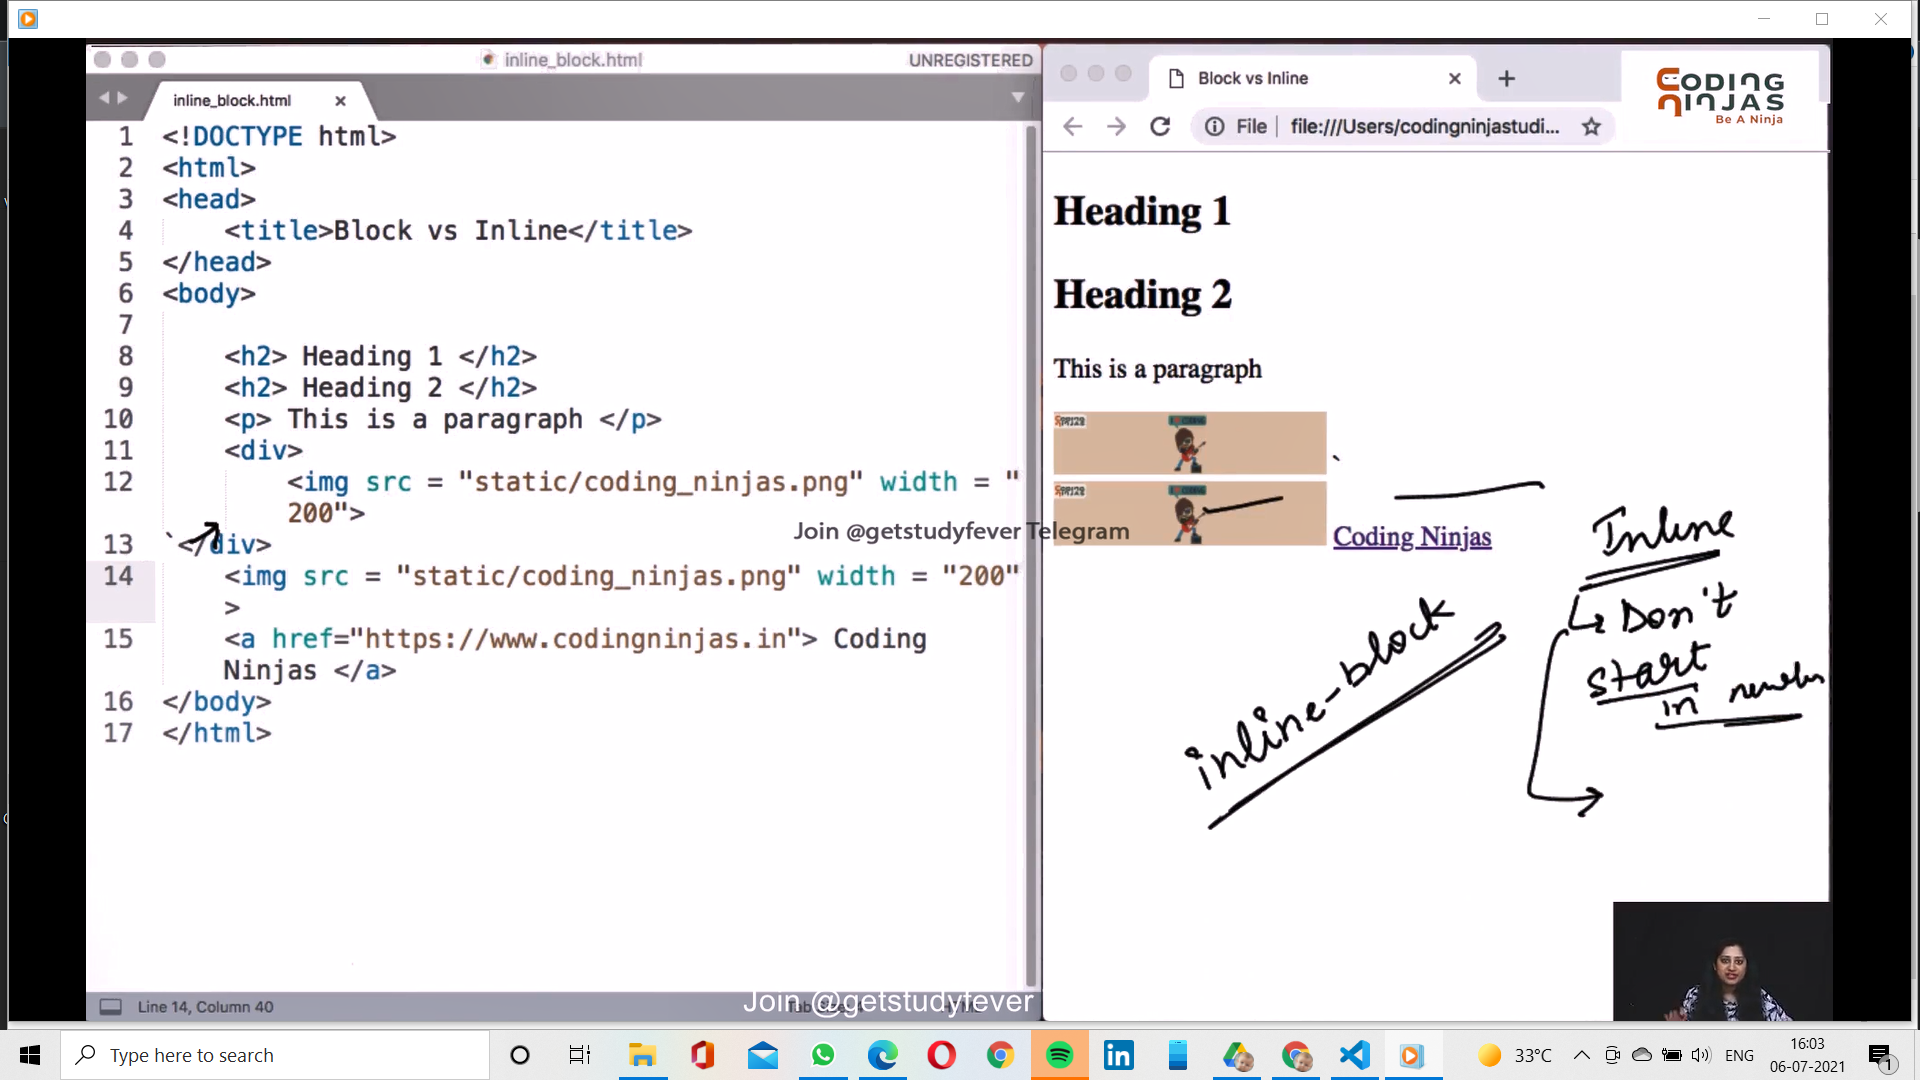 inline_block.html
UNREGISTERED
inline_block.html
1 <!DOCTYPE html>
2 <html>
3 <head>
4 <title>Block vs Inline</title>
5 </head>
6 <body>
7
8 <h2> Heading 1 </h2>
9 <h2> Heading 2 </h2>
10 <p> This is a paragraph </p>
11 <div>
12 <img src = "static/coding_ninjas.png" width = "
200">
13 ` </div>
14 <img src = "static/coding_ninjas.png" width = "200"
>
15 <a href="https://www.codingninjas.in"> Coding
Ninjas </a>
16 </body>
17 </html>
Line 14, Column 40
Block vs Inline
File
file:///Users/codingninjastudi...
CODING
NINJAS
Be A Ninja
Heading 1
Heading 2
This is a paragraph
Coding Ninjas
Inline
Don't
start
in
inline-block
Join @getstudyfever Telegram
Join @getstudyfever
Type here to search
33°C
ENG
16:03
06-07-2021
1